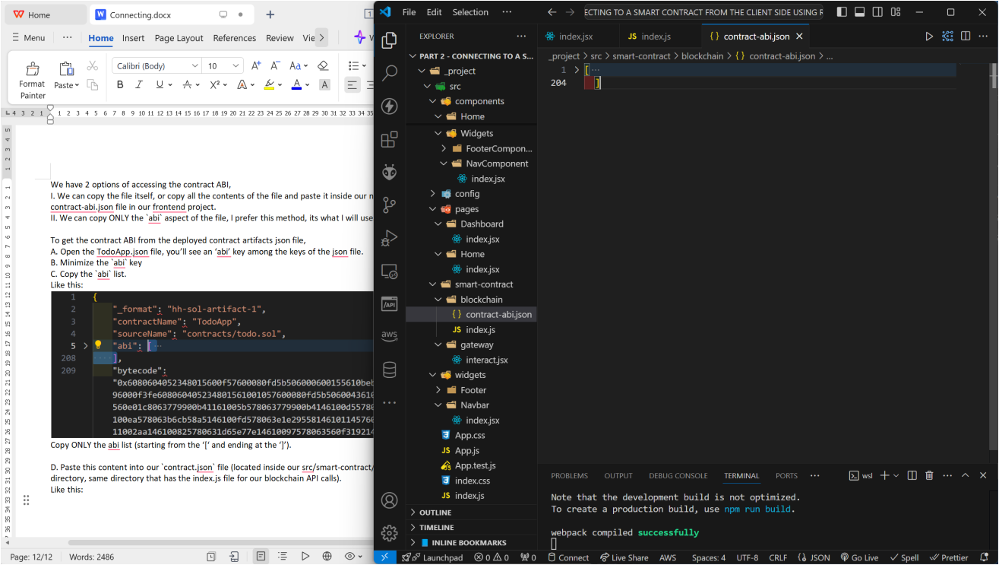 Home
Connecting.docx
1
Menu
Home Insert Page Layout References Review Vie
Format
Painter
Paste
Calibri (Body)
10
We have 2 options of accessing the contract ABI,
I. We can copy the file itself, or copy all the contents of the file and paste it inside our n
contract-abi.json file in our frontend project.
II. We can copy ONLY the `abi` aspect of the file, I prefer this method, its what I will use
To get the contract ABI from the deployed contract artifacts json file,
A. Open the TodoApp.json file, you'll see an 'abi' key among the keys of the json file.
B. Minimize the `abi` key
C. Copy the `abi` list.
Like this:
1 {
2 "_format": "hh-sol-artifact-1",
3 "contractName": "TodoApp",
4 "sourceName": "contracts/todo.sol",
5 "abi": [ ...
208 ],
209 "bytecode":
Copy ONLY the abi list (starting from the '[' and ending at the ']').
D. Paste this content into our `contract.json` file (located inside our src/smart-contract/
directory, same directory that has the index.js file for our blockchain API calls).
Like this:
Page: 12/12 Words: 2486
File Edit Selection ...
ECTING TO A SMART CONTRACT FROM THE CLIENT SIDE USING R
EXPLORER
PART 2 - CONNECTING TO A S...
_project
src
components
Home
Widgets
FooterCompon...
NavComponent
index.jsx
config
pages
Dashboard
index.jsx
Home
index.jsx
smart-contract
blockchain
{} contract-abi.json
JS index.js
gateway
interact.jsx
widgets
Footer
Navbar
index.jsx
App.css
JS App.js
App.test.js
index.css
JS index.js
OUTLINE
TIMELINE
INLINE BOOKMARKS
/API
aws
index.jsx
JS index.js
{} contract-abi.json
_project > src > smart-contract > blockchain > {} contract-abi.json > ...
1 [ ...
204 ]
PROBLEMS OUTPUT DEBUG CONSOLE TERMINAL PORTS ...
wsl
Note that the development build is not optimized.
To create a production build, use npm run build.
webpack compiled successfully
Launchpad 0 0 0 Connect Live Share AWS Spaces: 4 UTF-8 CRLF {} JSON Go Live Spell Prettier